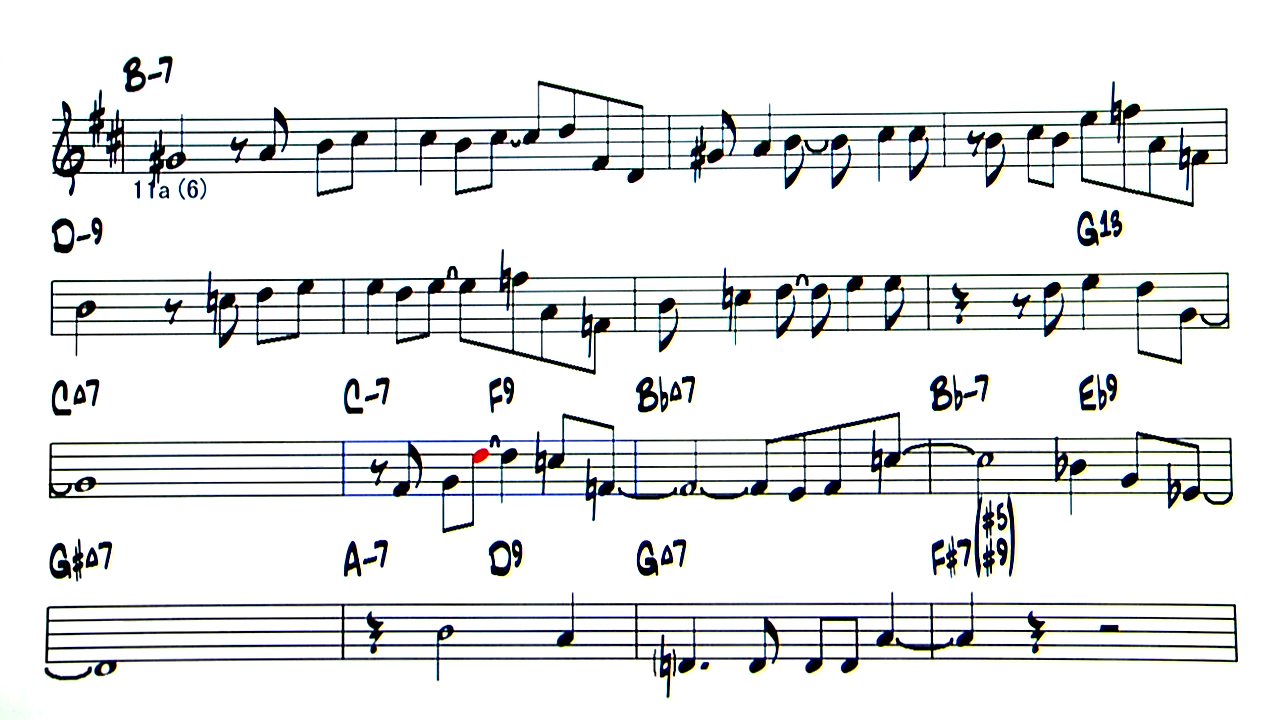 B-7
11a (6)
D-9 G13
C△7 C-7 F9 Bb△7 Bb-7 Eb9
G#△7 A-7 D9 G△7 F#7(#5 #9)